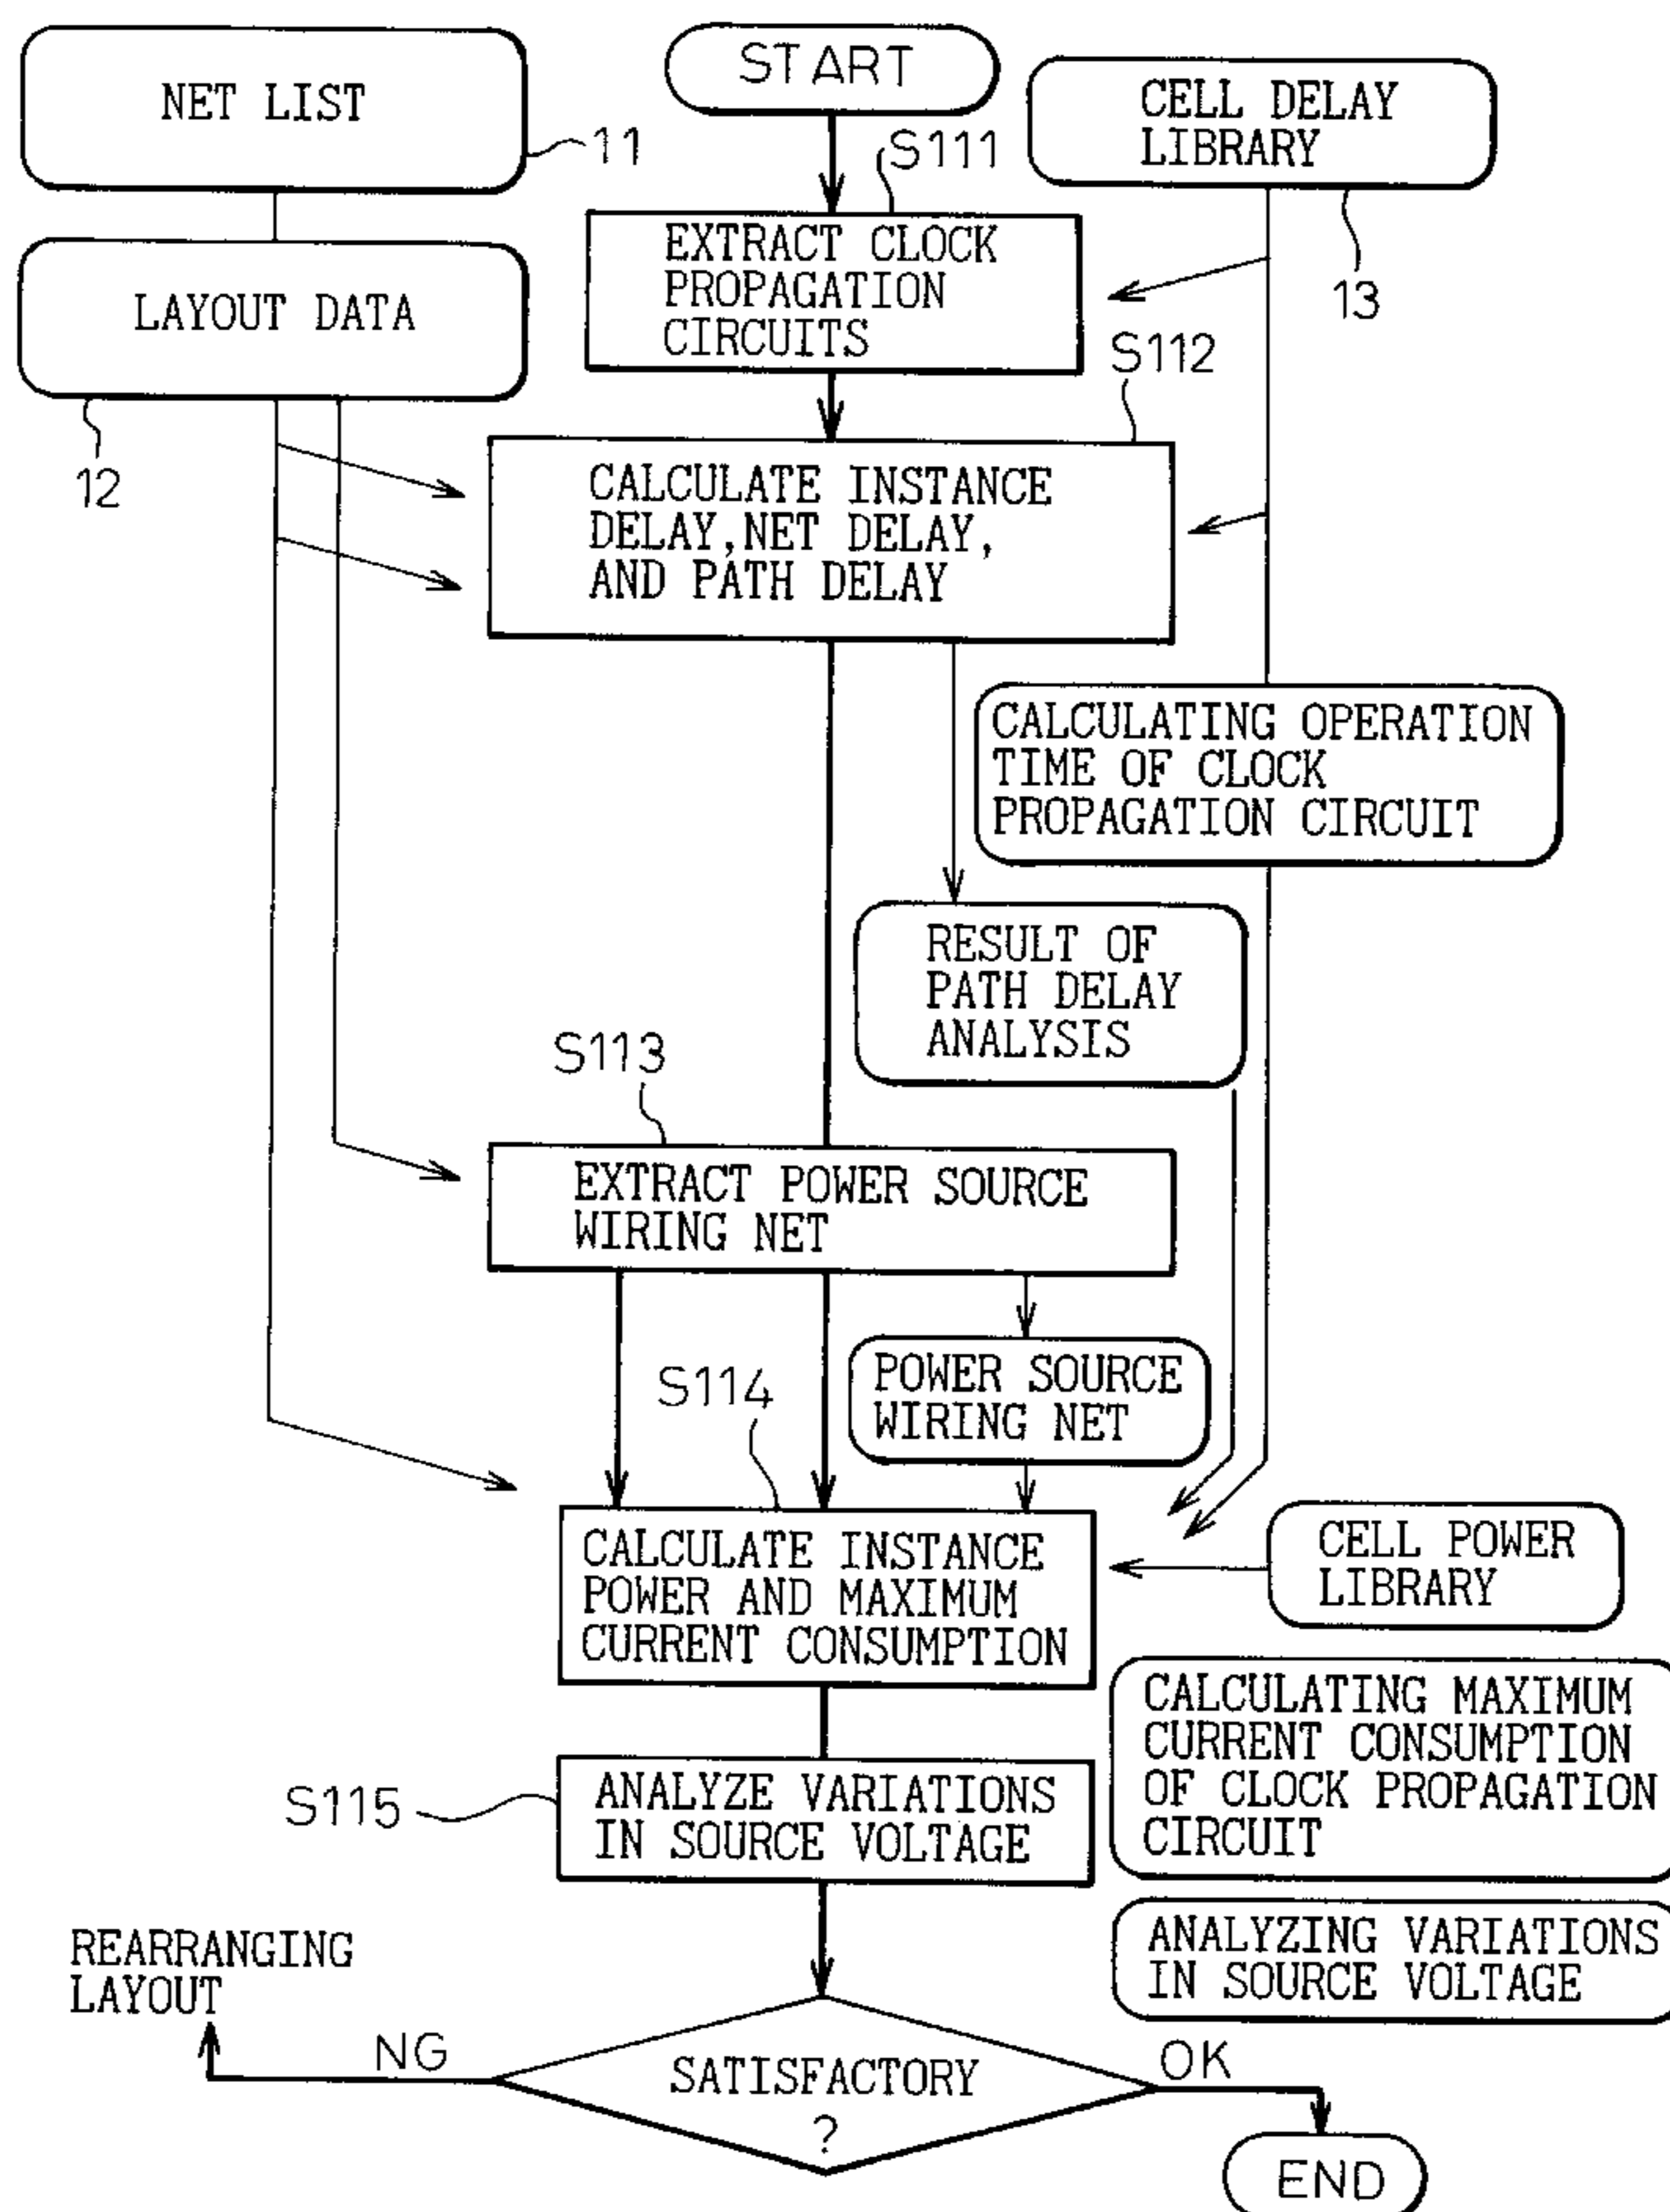 NET LIST
11
START
CELL DELAY
LIBRARY
13
S111
EXTRACT CLOCK
PROPAGATION
CIRCUITS
LAYOUT DATA
12
S112
CALCULATE INSTANCE
DELAY, NET DELAY,
AND PATH DELAY
CALCULATING OPERATION
TIME OF CLOCK
PROPAGATION CIRCUIT
RESULT OF
PATH DELAY
ANALYSIS
S113
EXTRACT POWER SOURCE
WIRING NET
POWER SOURCE
WIRING NET
S114
CALCULATE INSTANCE
POWER AND MAXIMUM
CURRENT CONSUMPTION
CELL POWER
LIBRARY
CALCULATING MAXIMUM
CURRENT CONSUMPTION
OF CLOCK PROPAGATION
CIRCUIT
S115
ANALYZE VARIATIONS
IN SOURCE VOLTAGE
ANALYZING VARIATIONS
IN SOURCE VOLTAGE
REARRANGING
LAYOUT
NG
SATISFACTORY
?
OK
END